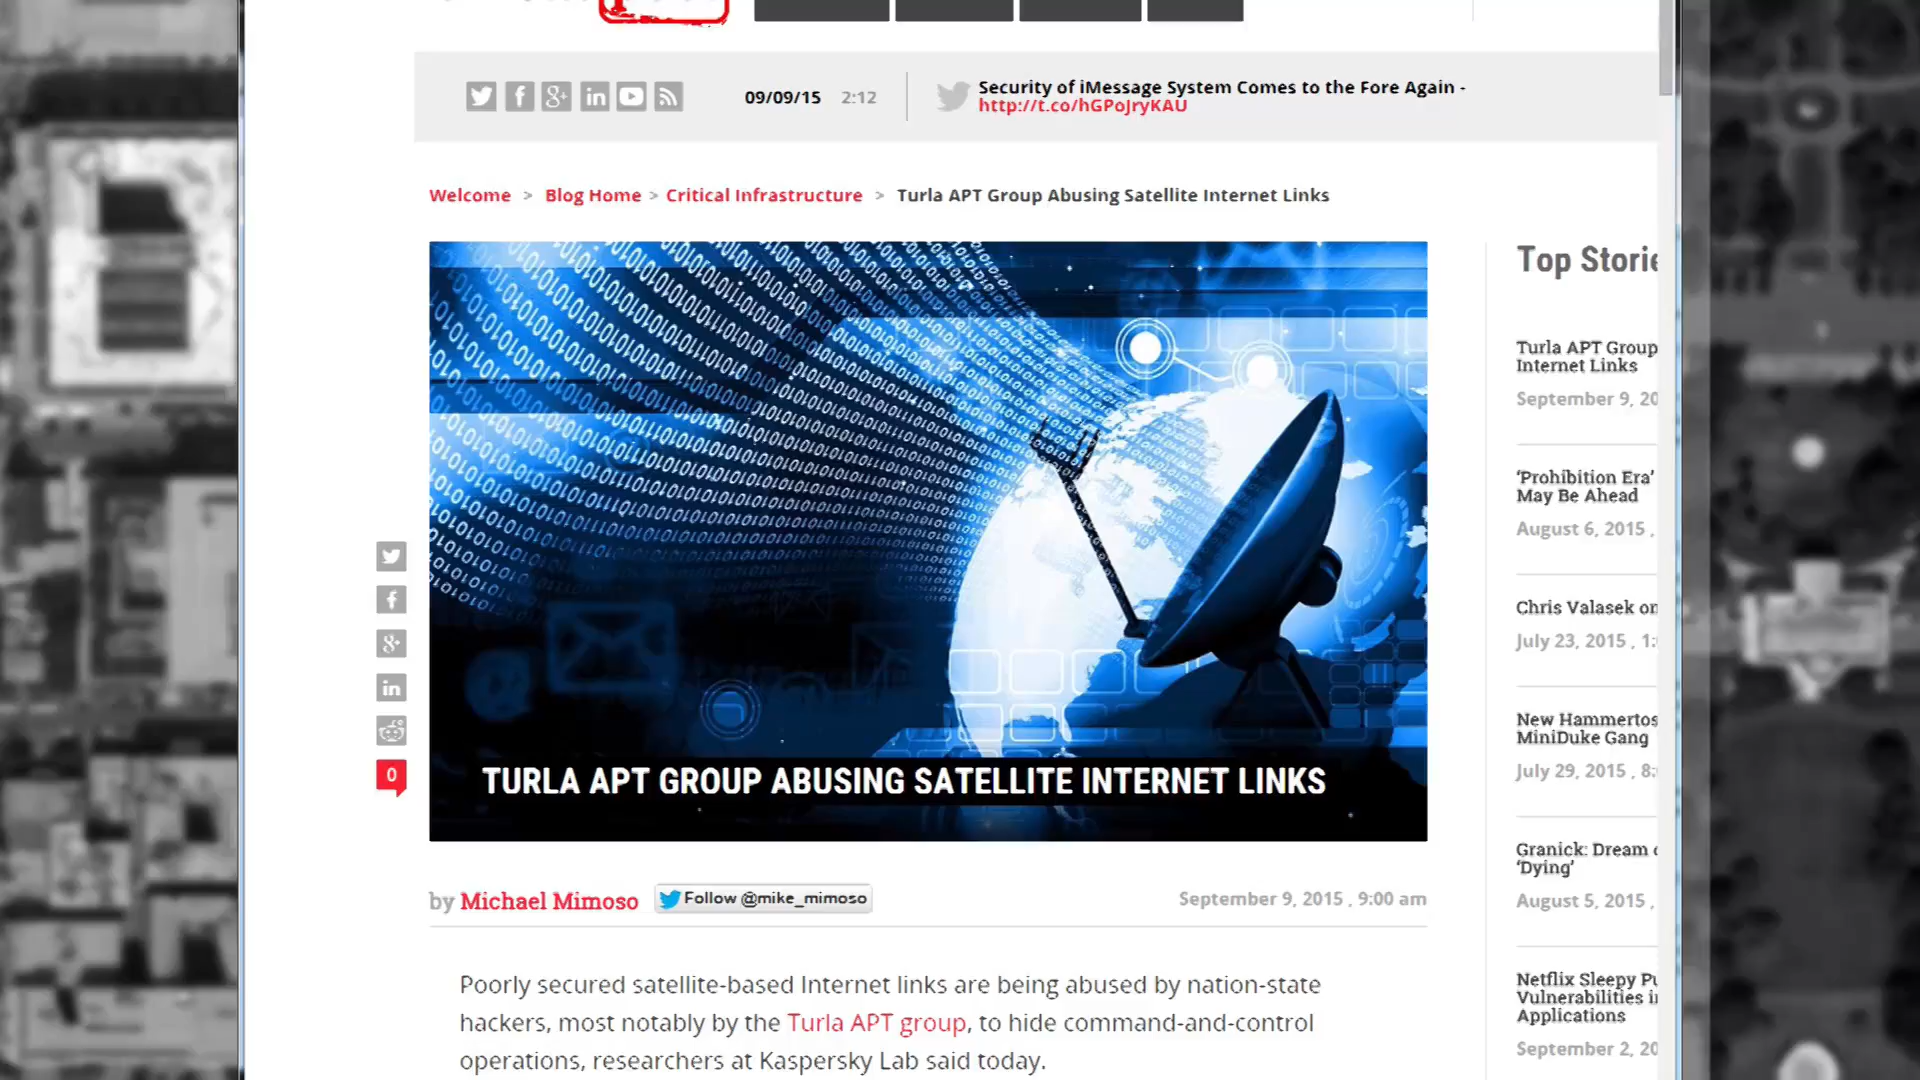 09/09/15 2:12
Security of iMessage System Comes to the Fore Again -
http://t.co/hGPoJryKAU
Welcome > Blog Home > Critical Infrastructure > Turla APT Group Abusing Satellite Internet Links
TURLA APT GROUP ABUSING SATELLITE INTERNET LINKS
0
by Michael Mimoso Follow @mike_mimoso September 9, 2015 , 9:00 am
Poorly secured satellite-based Internet links are being abused by nation-state
hackers, most notably by the Turla APT group, to hide command-and-control
operations, researchers at Kaspersky Lab said today.
Top Storie
Turla APT Group
Internet Links
September 9, 20
‘Prohibition Era’
May Be Ahead
August 6, 2015 ,
Chris Valasek on
July 23, 2015 , 1:
New Hammertos
MiniDuke Gang
July 29, 2015 , 8:
Granick: Dream
‘Dying’
August 5, 2015 ,
Netflix Sleepy Pu
Vulnerabilities in
Applications
September 2, 20